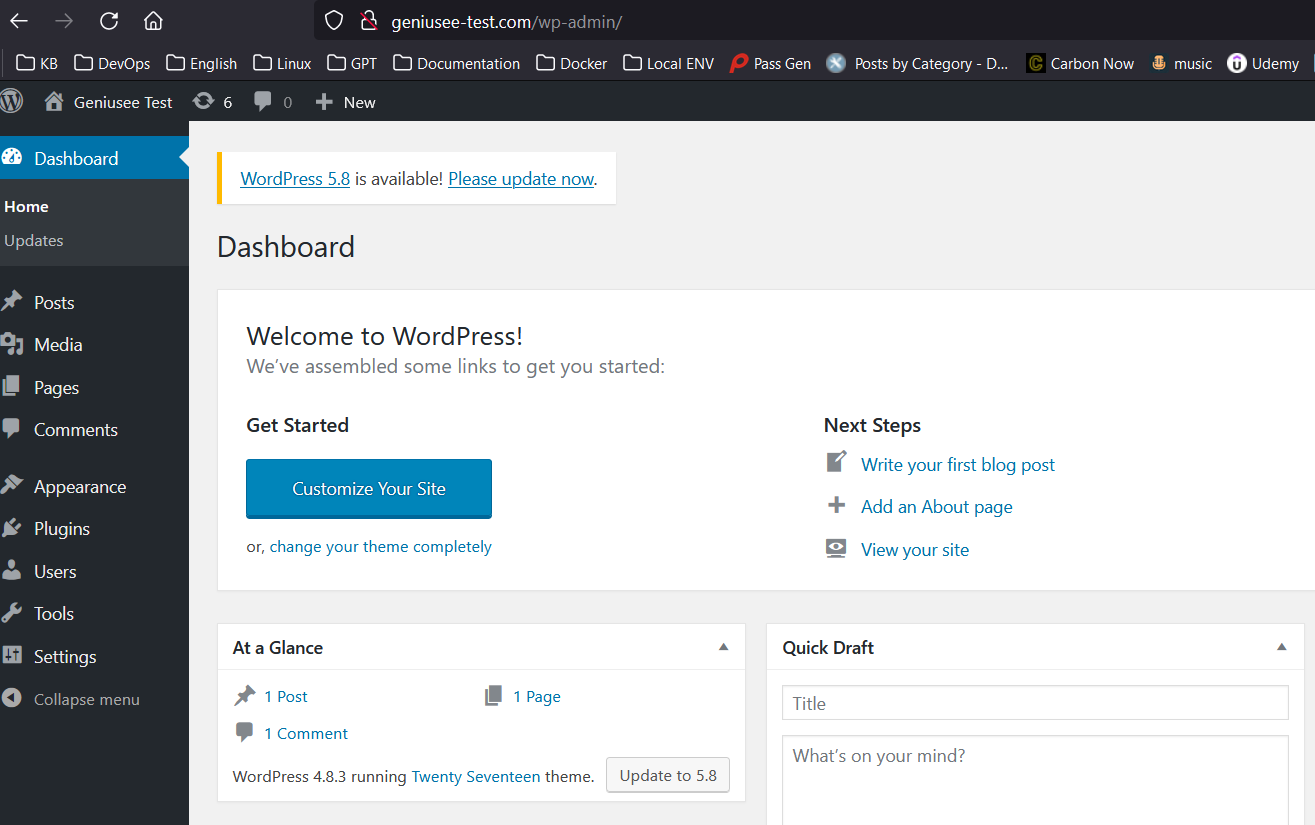 geniusee-test.com/wp-admin/
KB DevOps English Linux GPT Documentation Docker Local ENV Pass Gen Posts by Category - D... Carbon Now music Udemy
Geniusee Test 6 0 New
Dashboard
Home
Updates
Posts
Media
Pages
Comments
Appearance
Plugins
Users
Tools
Settings
Collapse menu
WordPress 5.8 is available! Please update now.
Dashboard
Welcome to WordPress!
We’ve assembled some links to get you started:
Get Started
Customize Your Site
or, change your theme completely
Next Steps
Write your first blog post
Add an About page
View your site
At a Glance
1 Post 1 Page
1 Comment
WordPress 4.8.3 running Twenty Seventeen theme. Update to 5.8
Quick Draft
Title
What’s on your mind?